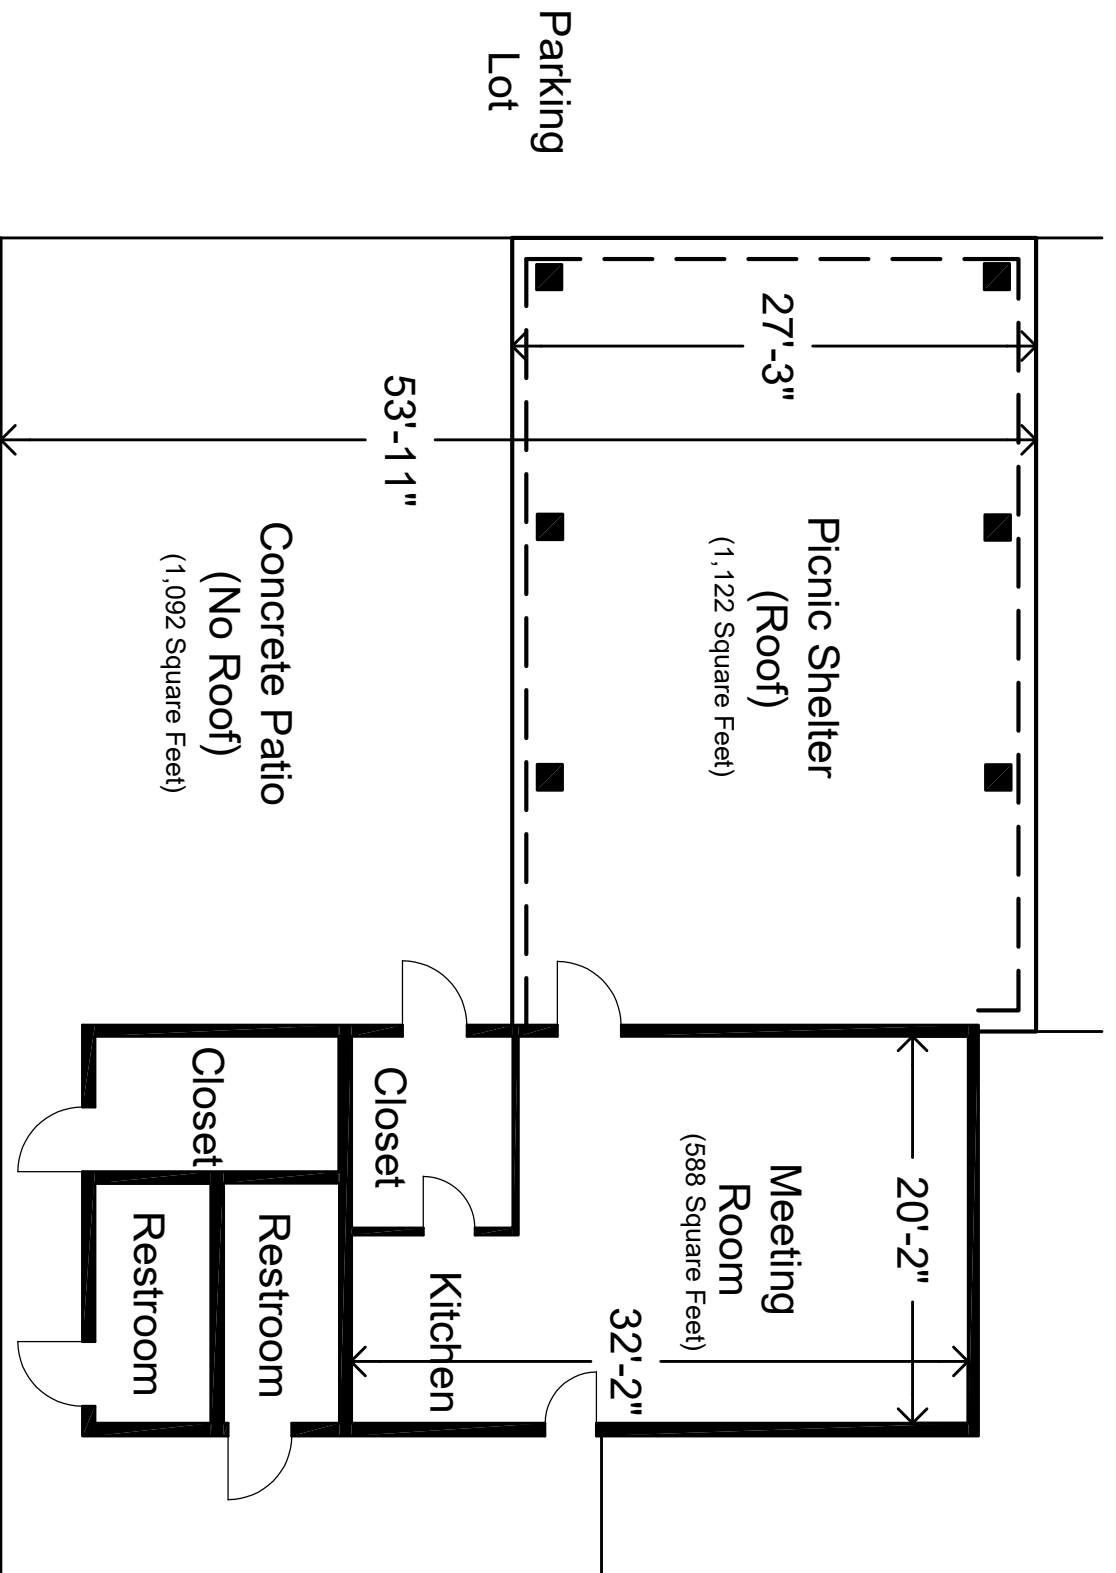 Parking
Lot
27'-3"
53'-11"
Picnic Shelter
(Roof)
(1,122 Square Feet)
Concrete Patio
(No Roof)
(1,092 Square Feet)
20'-2"
Meeting
Room
(588 Square Feet)
32'-2"
Closet
Closet
Kitchen
Restroom
Restroom